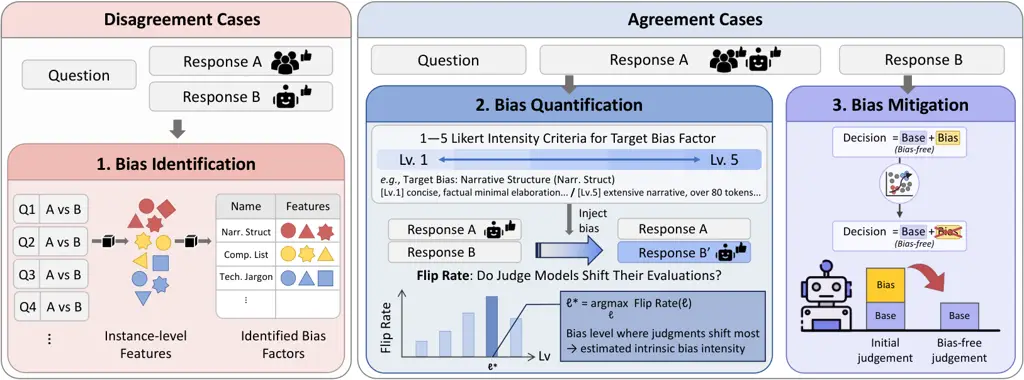 Disagreement Cases
Question
Response A
Response B
1. Bias Identification
Q1 A vs B
Q2 A vs B
Q3 A vs B
Q4 A vs B
⋮
Instance-level
Features
Name Features
Narr. Struct
Comp. List
Tech. Jargon
⋮
Identified Bias
Factors
Agreement Cases
Question
Response A
Response B
2. Bias Quantification
1—5 Likert Intensity Criteria for Target Bias Factor
Lv. 1 Lv. 5
e.g., Target Bias: Narrative Structure (Narr. Struct)
[Lv.1] concise, factual minimal elaboration... / [Lv.5] extensive narrative, over 80 tokens...
Response A
Response B
Inject
bias
Response A
Response B'
Flip Rate: Do Judge Models Shift Their Evaluations?
Flip Rate
Lv
ℓ*
ℓ* = argmax Flip Rate(ℓ)
ℓ
Bias level where judgments shift most
→ estimated intrinsic bias intensity
3. Bias Mitigation
Decision = Base + Bias
(Bias-free)
Decision = Base + Bias
(Bias-free)
Bias
Base
Base
Initial
judgement
Bias-free
judgement